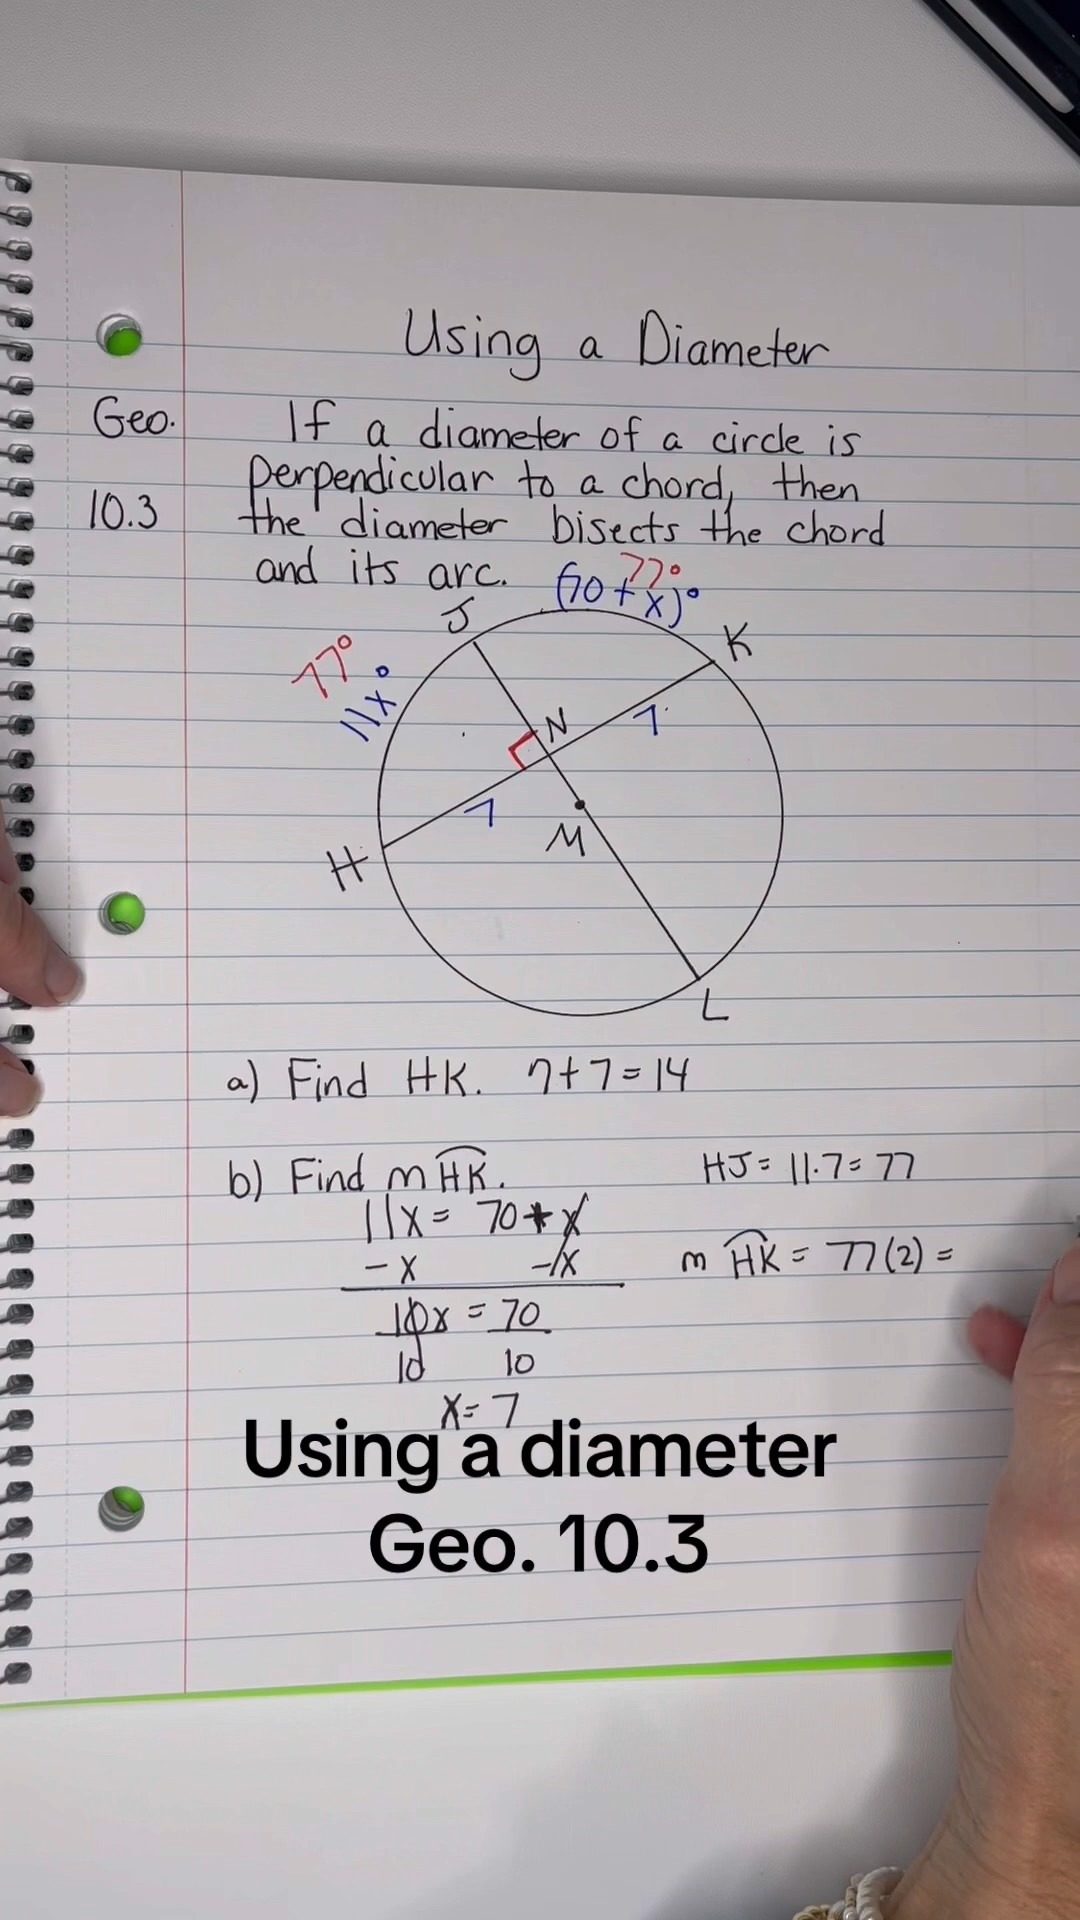 Using a Diameter
Geo.
If a diameter of a circle is
perpendicular to a chord, then
10.3
the diameter bisects the chord
and its arc.
77°
(70 + x)°
J
K
77°
11x°
N
7
7
M
H
L
a) Find HK. 7+7=14
b) Find m HK.
HJ = 11·7 = 77
11x = 70 + x
-x -x
m HK = 77(2) =
10x = 70
10 10
x = 7
Using a diameter
Geo. 10.3